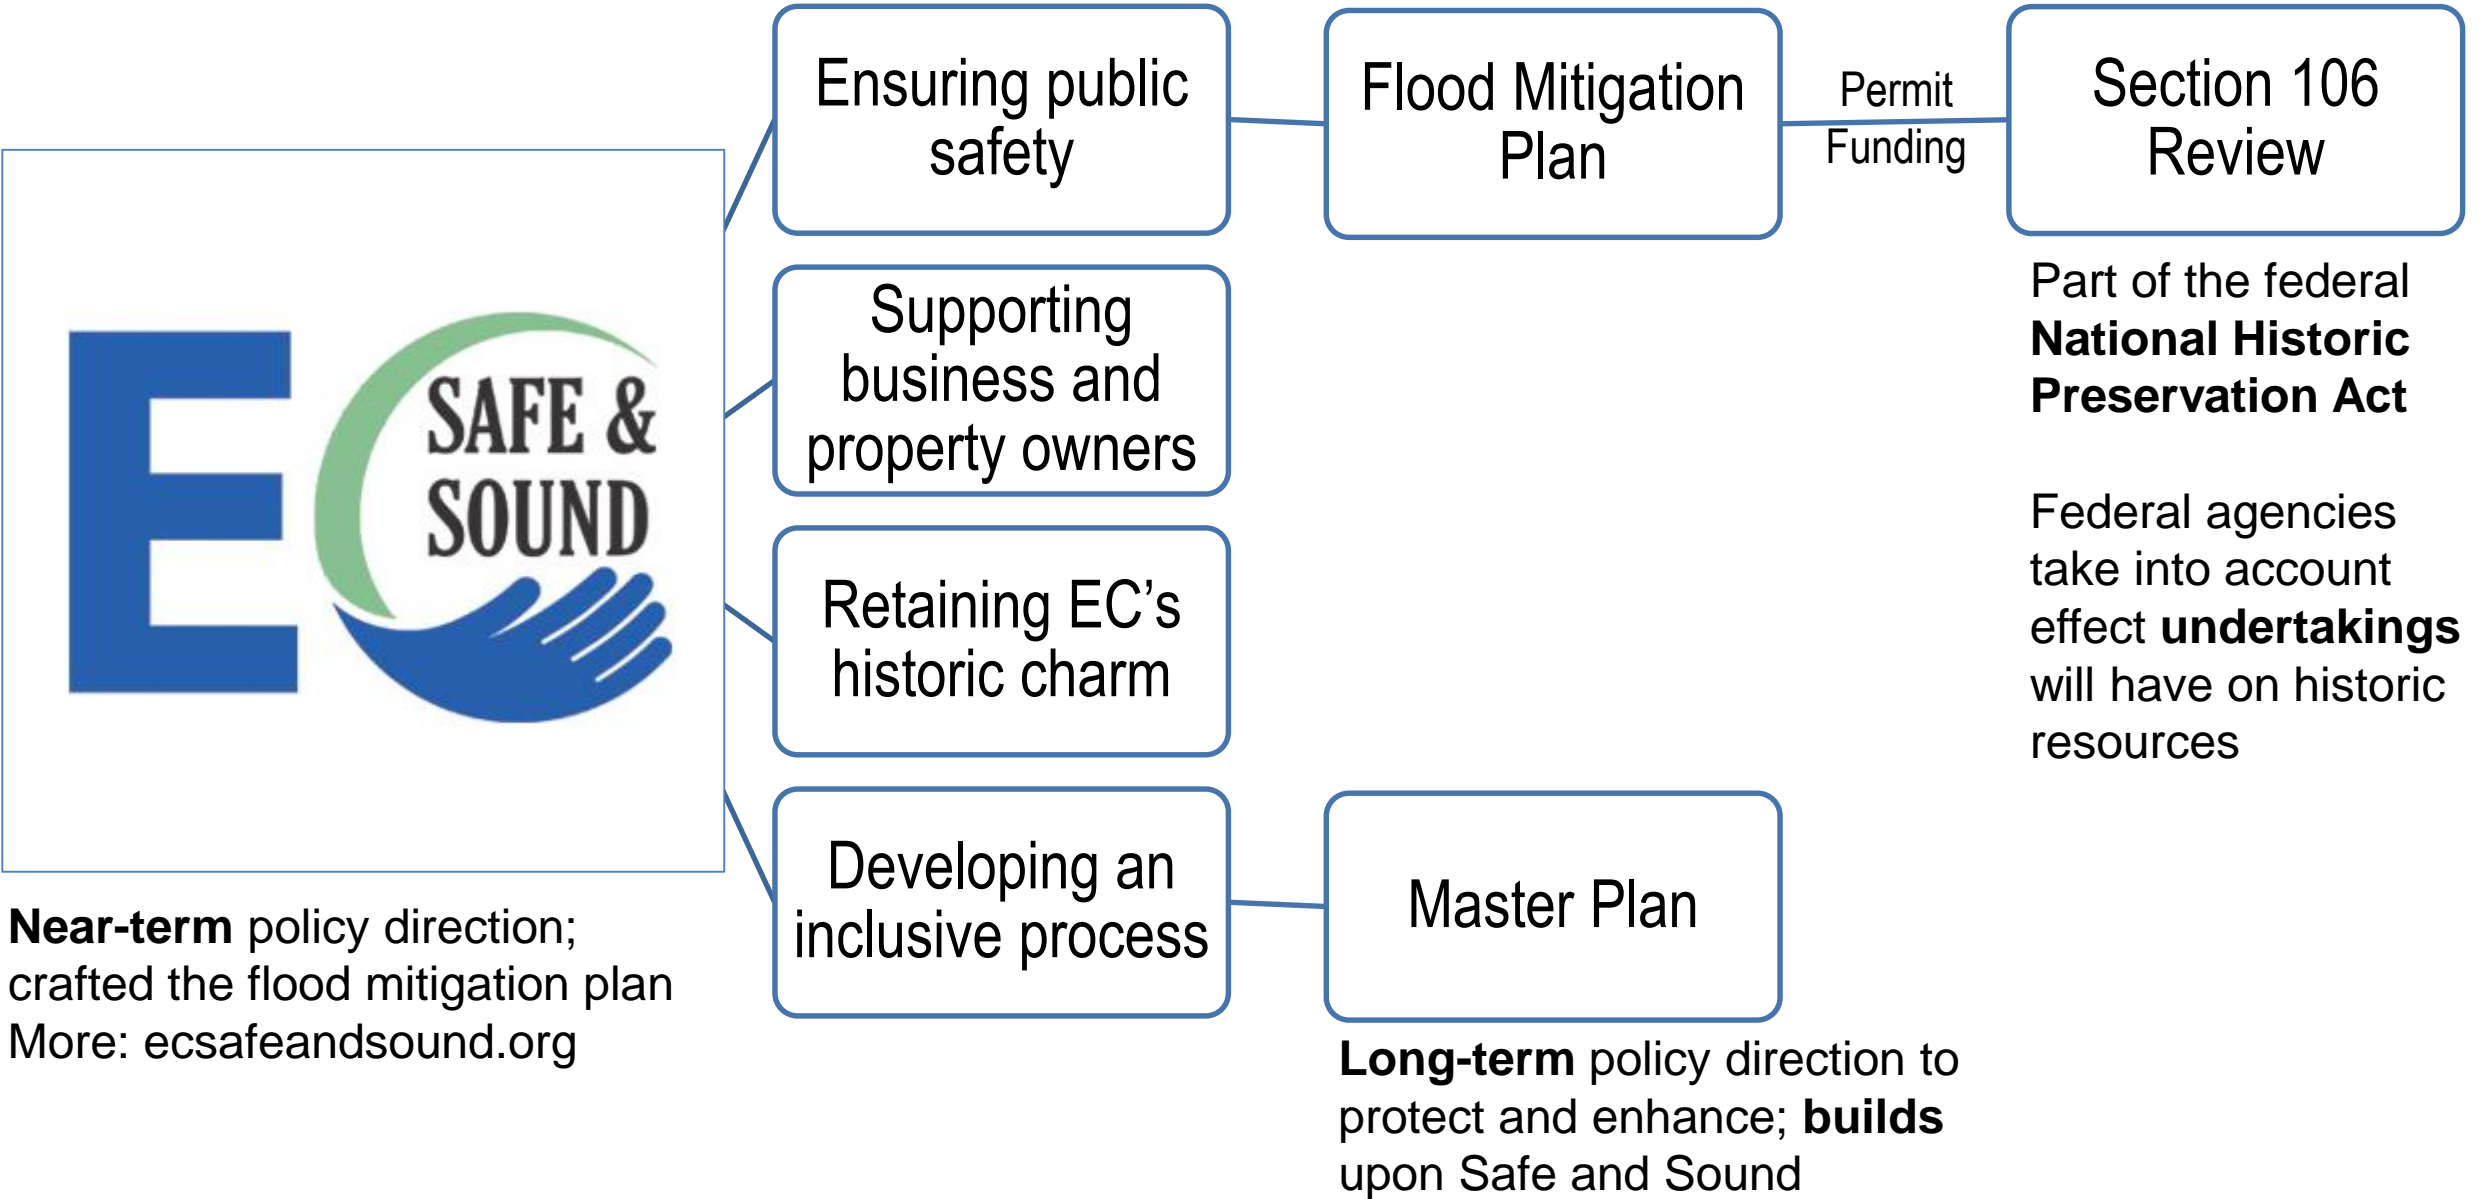 EC
SAFE &
SOUND
Near-term policy direction;
crafted the flood mitigation plan
More: ecsafeandsound.org
Ensuring public
safety
Supporting
business and
property owners
Retaining EC’s
historic charm
Developing an
inclusive process
Flood Mitigation
Plan
Master Plan
Long-term policy direction to
protect and enhance; builds
upon Safe and Sound
Permit
Funding
Section 106
Review
Part of the federal
National Historic
Preservation Act
Federal agencies
take into account
effect undertakings
will have on historic
resources